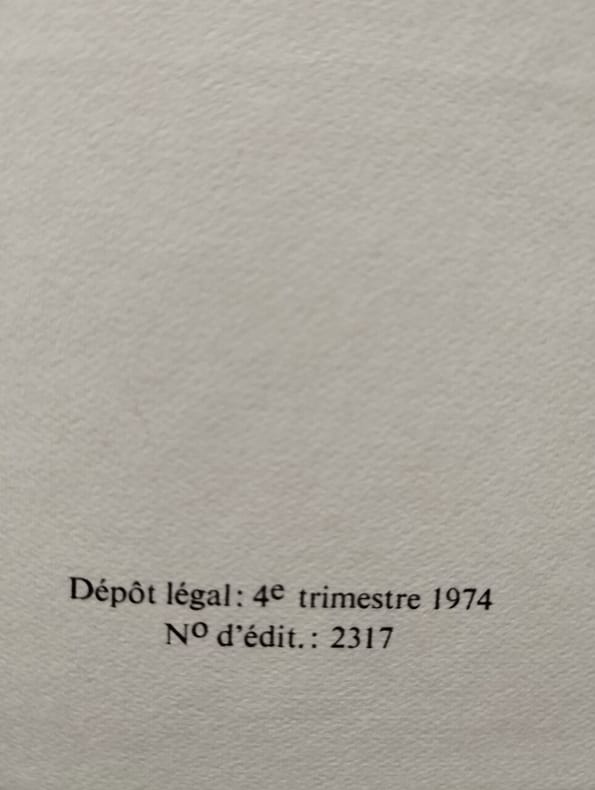 Dépôt légal: 4e trimestre 1974
No d'édit.: 2317